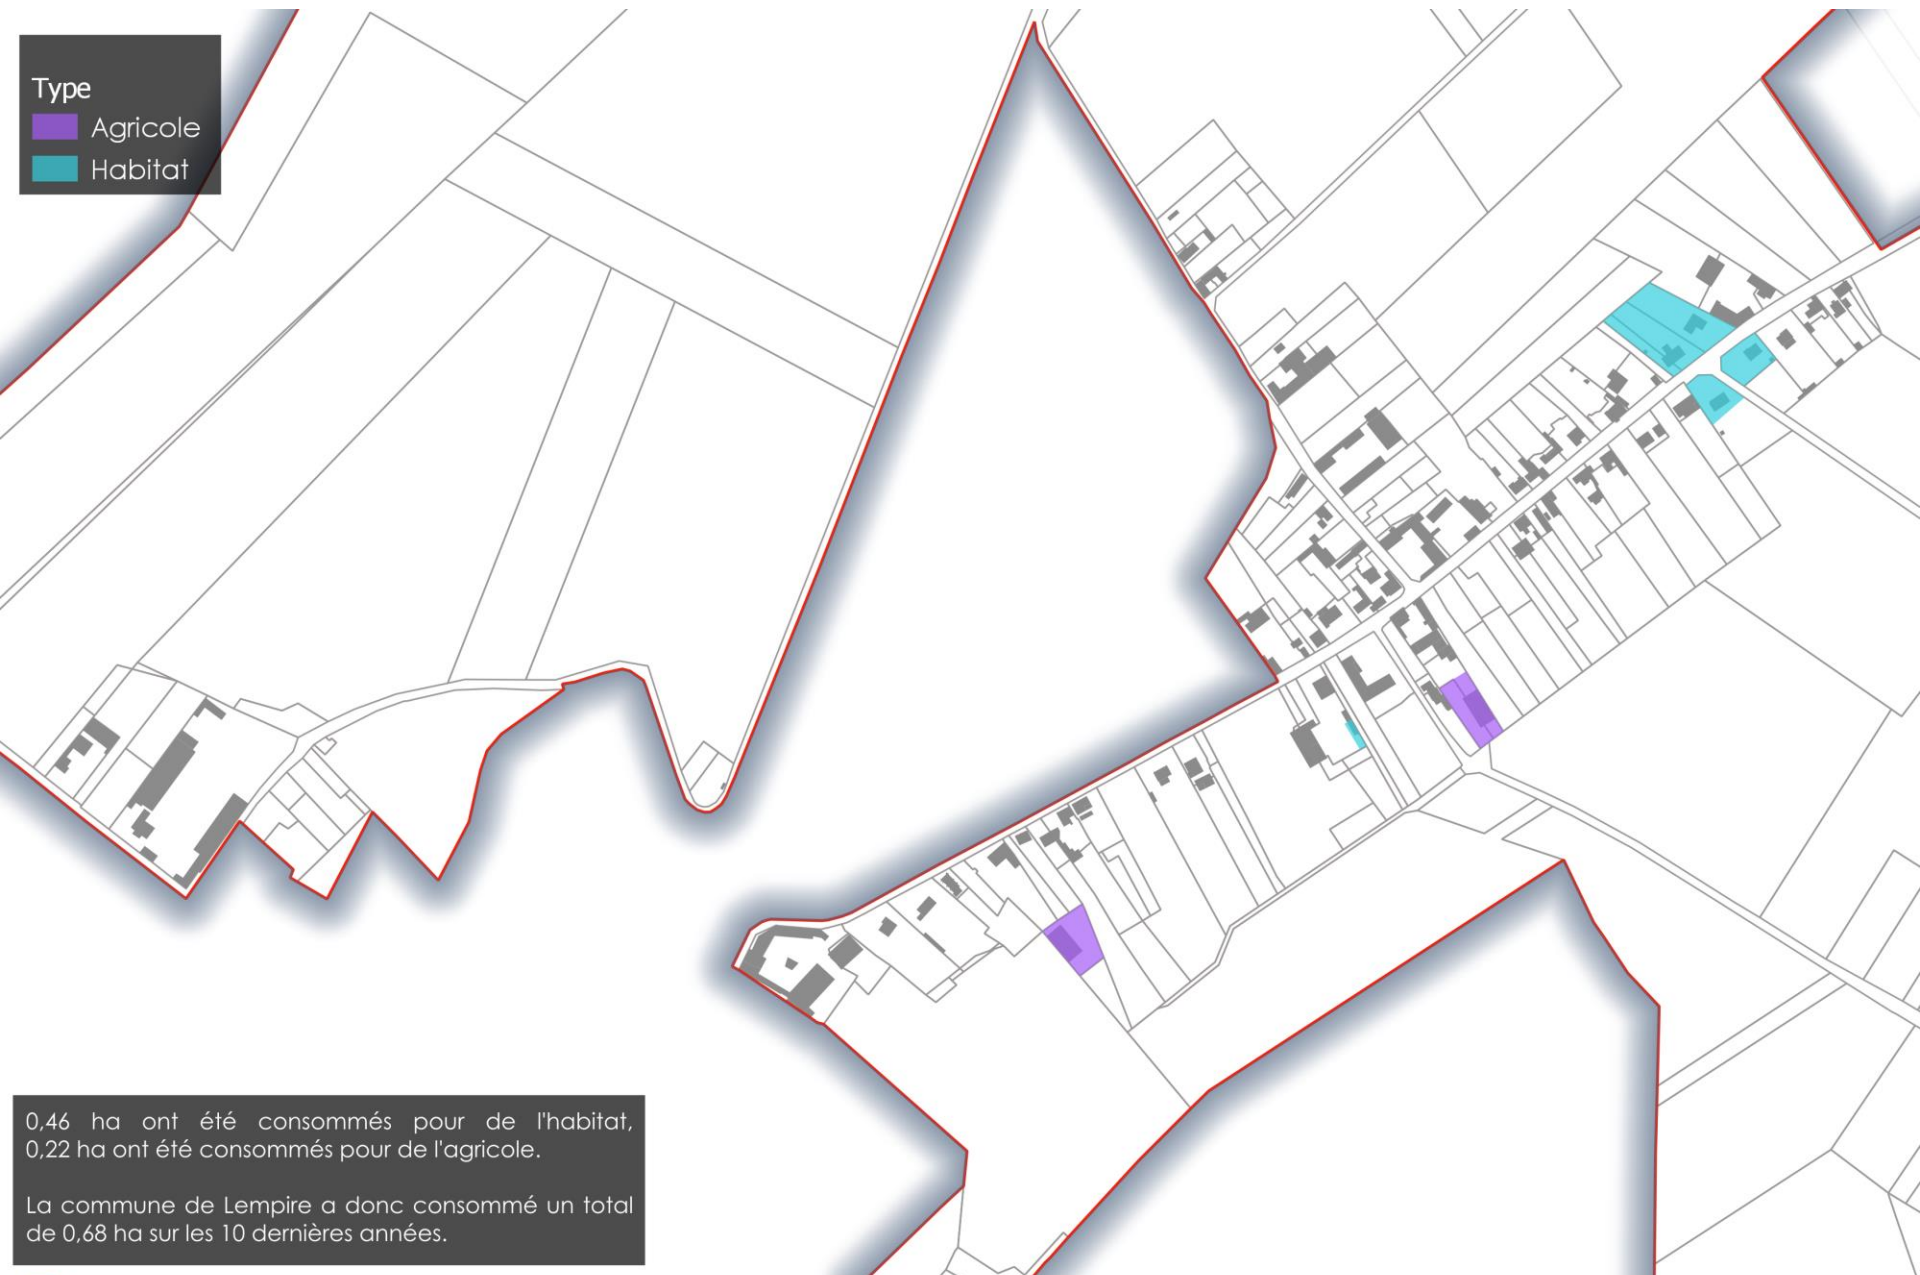 Type
Agricole
Habitat
0,46 ha ont été consommés pour de l'habitat,
0,22 ha ont été consommés pour de l'agricole.
La commune de Lempire a donc consommé un total
de 0,68 ha sur les 10 dernières années.